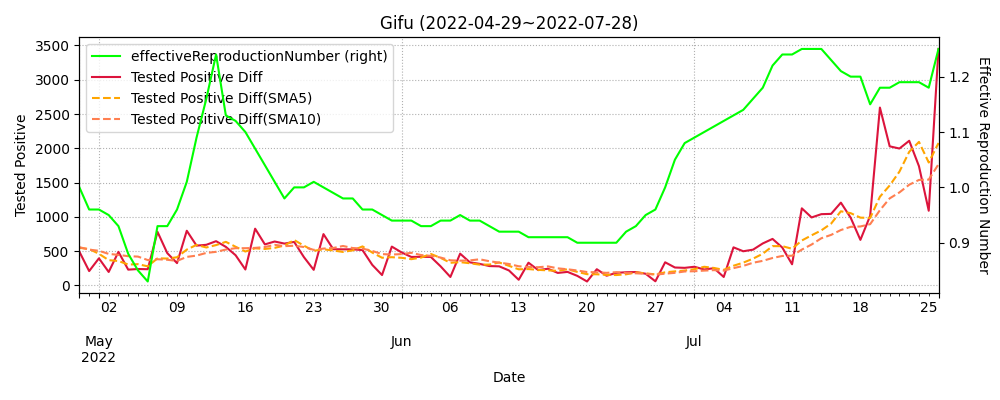 Gifu (2022-04-29~2022-07-28)
effectiveReproductionNumber (right)
Tested Positive Diff
Tested Positive Diff(SMA5)
Tested Positive Diff(SMA10)
Tested Positive
3500
3000
2500
2000
1500
1000
500
0
1.2
1.1
1.0
0.9
Effective Reproduction Number
02 09 16 23 30 06 13 20 27 04 11 18 25
May Jun Jul
2022
Date